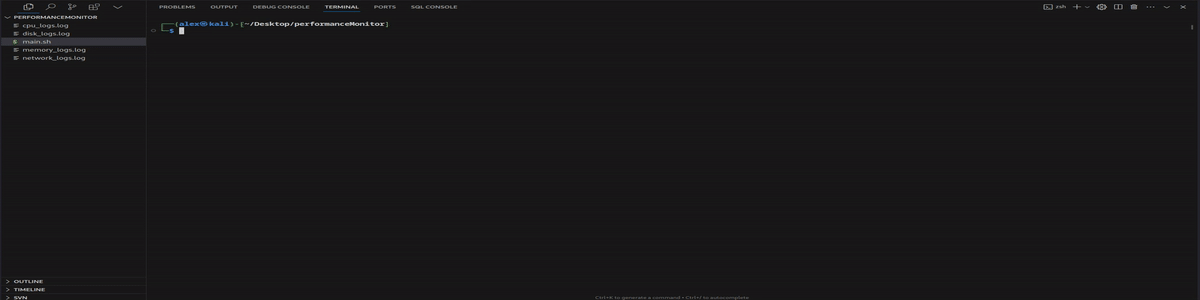 PROBLEMS OUTPUT DEBUG CONSOLE TERMINAL PORTS SQL CONSOLE zsh
PERFORMANCEMONITOR
cpu_logs.log
disk_logs.log
$ main.sh
memory_logs.log
network_logs.log
┌──(alex㉿kali)-[~/Desktop/performanceMonitor]
└─$
OUTLINE
TIMELINE
SVN
Ctrl+K to generate a command • Ctrl+/ to autocomplete